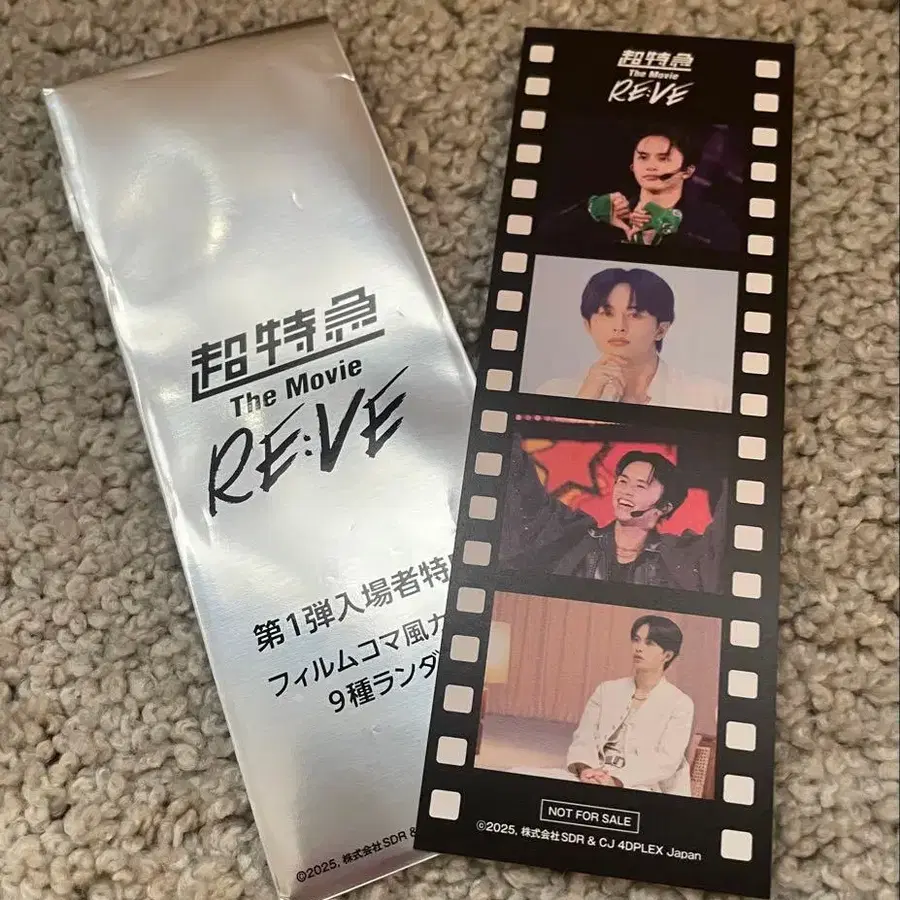 超特急
The Movie
RE:VE
第1弾入場者特
フィルムコマ風カ
9種ランダ
©2025, 株式会社SDR &
超特急
The Movie
RE:VE
NOT FOR SALE
©2025, 株式会社SDR & CJ 4DPLEX Japan